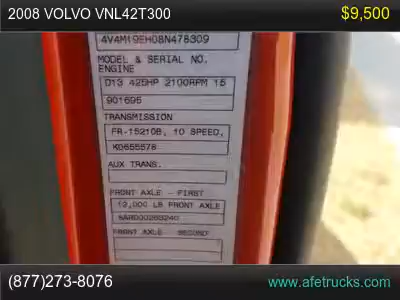 2008 VOLVO VNL42T300
$9,500
4V4M19EH08N478309
MODEL & SERIAL NO.
ENGINE
D13 425HP 2100RPM 15
901695
TRANSMISSION
FR-15210B, 10 SPEED,
K0655578
AUX TRANS.
FRONT AXLE - FIRST
12,000 LB FRONT AXLE
FRONT AXLE SECOND
(877)273-8076
www.afetrucks.com